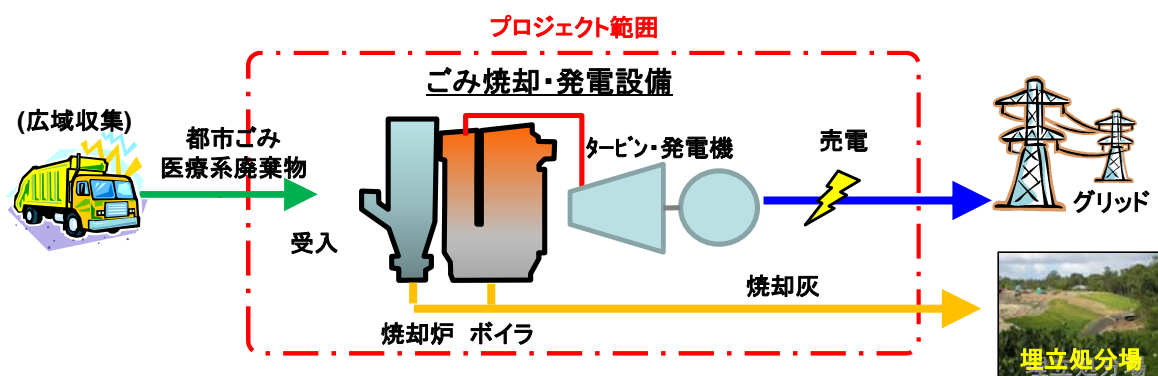 プロジェクト範囲
ごみ焼却・発電設備
(広域収集)
都市ごみ
医療系廃棄物
受入
タービン・発電機
売電
グリッド
焼却灰
焼却炉 ボイラ
埋立処分場